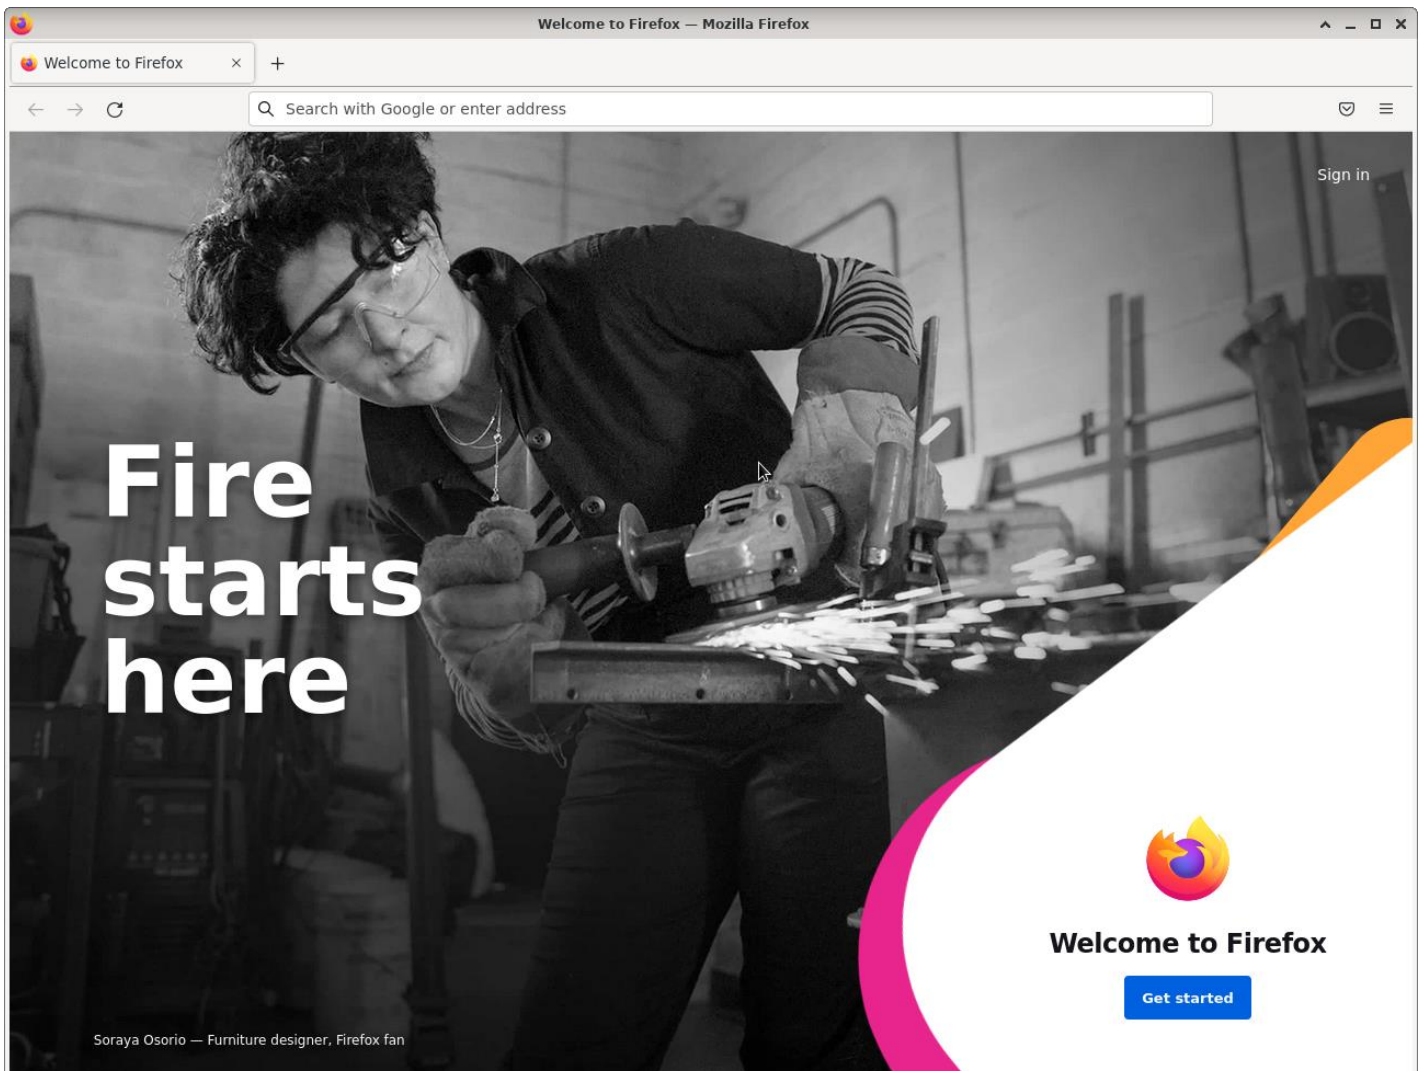 Welcome to Firefox — Mozilla Firefox
Welcome to Firefox
Search with Google or enter address
Sign in
Fire
starts
here
Welcome to Firefox
Get started
Soraya Osorio — Furniture designer, Firefox fan